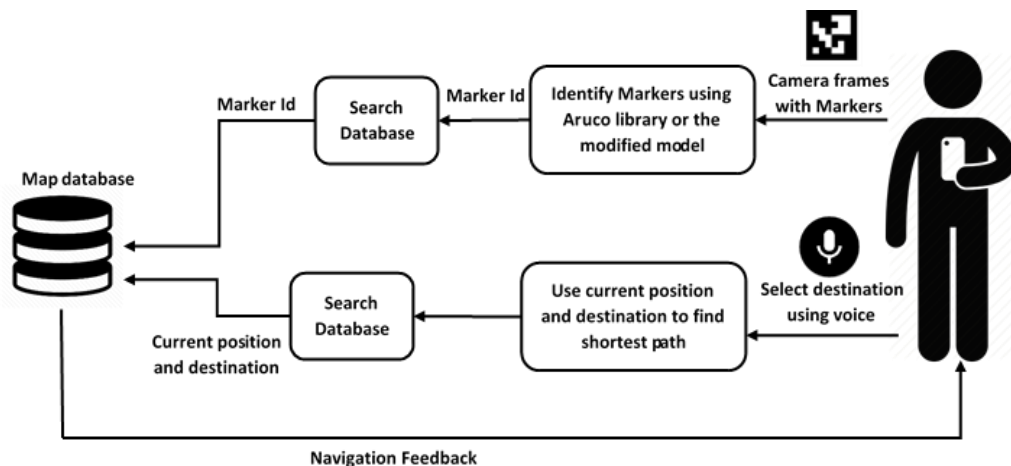 Camera frames
with Markers
Identify Markers using
Aruco library or the
modified model
Marker Id
Search
Database
Marker Id
Map database
Select destination
using voice
Use current position
and destination to find
shortest path
Search
Database
Current position
and destination
Navigation Feedback